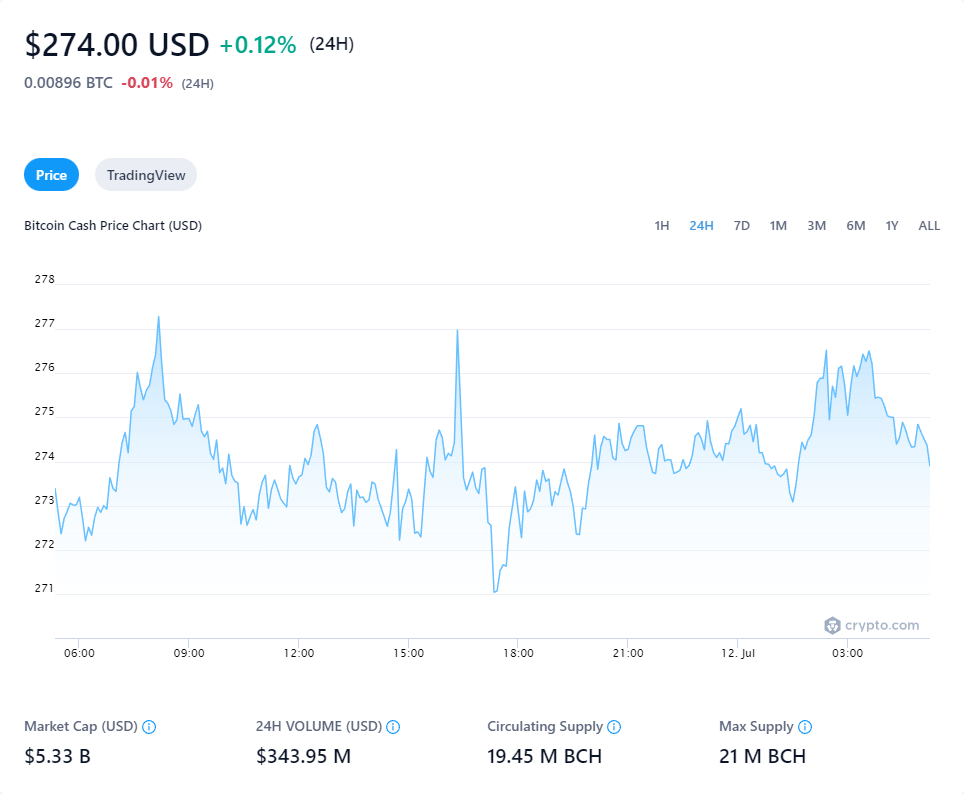 $274.00 USD +0.12% (24H)
0.00896 BTC -0.01% (24H)
Price TradingView
Bitcoin Cash Price Chart (USD) 1H 24H 7D 1M 3M 6M 1Y ALL
278
277
276
275
274
273
272
271
crypto.com
06:00 09:00 12:00 15:00 18:00 21:00 12. Jul 03:00
Market Cap (USD) 24H VOLUME (USD) Circulating Supply Max Supply
$5.33 B $343.95 M 19.45 M BCH 21 M BCH